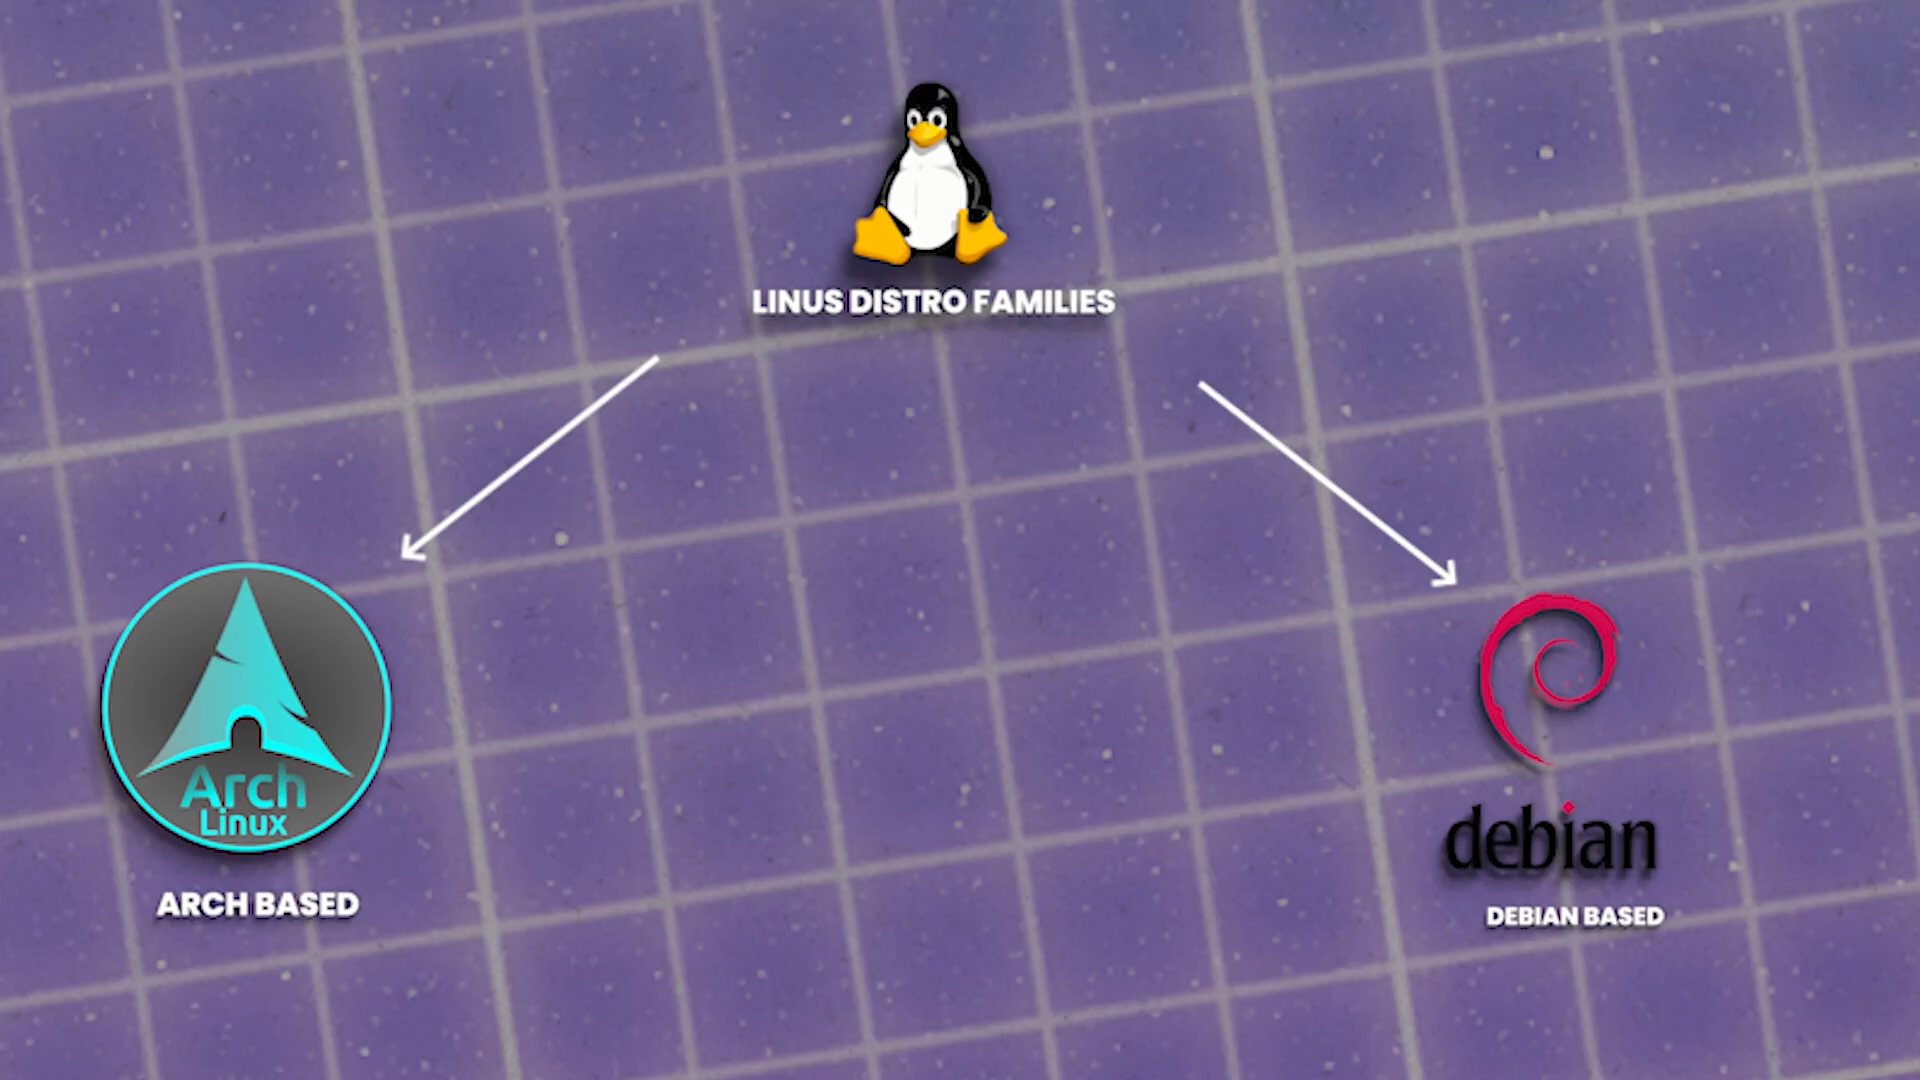 LINUS DISTRO FAMILIES
Arch
Linux
ARCH BASED
debian
DEBIAN BASED